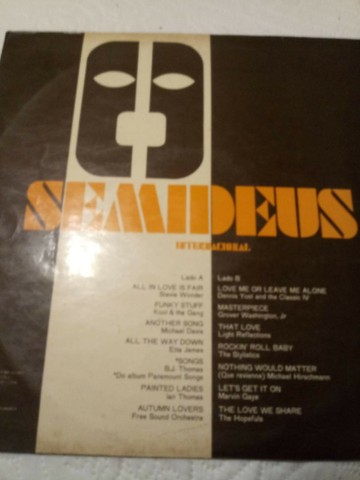 SEMIDEUS
INTERNACIONAL
Lado A
ALL IN LOVE IS FAIR
Stevie Wonder
FUNKY STUFF
Kool & the Gang
ANOTHER SONG
Michael Davis
ALL THE WAY DOWN
Etta James
*SONGS
B.J. Thomas
*Do album Paramount Songs
PAINTED LADIES
Ian Thomas
AUTUMN LOVERS
Free Sound Orchestra
Lado B
LOVE ME OR LEAVE ME ALONE
Dennis Yost and the Classic IV
MASTERPIECE
Grover Washington, Jr
THAT LOVE
Light Reflections
ROCKIN' ROLL BABY
The Stylistics
NOTHING WOULD MATTER
(Que revienne) Michael Hirschmann
LET'S GET IT ON
Marvin Gaye
THE LOVE WE SHARE
The Hopefuls